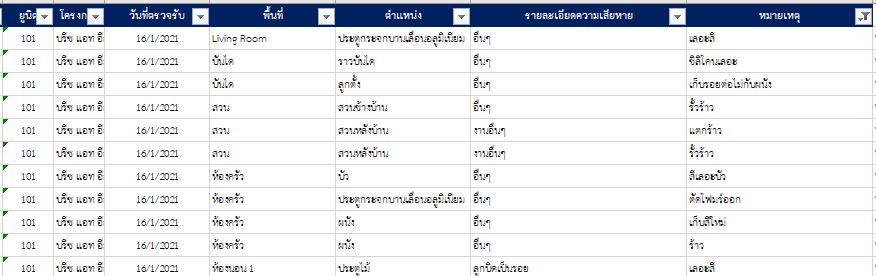 ยูนิต โครงก วันที่ตรวจรับ พื้นที่ ตำแหน่ง รายละเอียดความเสียหาย หมายเหตุ
101 บรีซ แอท อี 16/1/2021 Living Room ประตูกระจกบานเลื่อนอลูมิเนียม อื่นๆ เลอะสี
101 บรีซ แอท อี 16/1/2021 บันได ราวบันได อื่นๆ ซิลิโคนเลอะ
101 บรีซ แอท อี 16/1/2021 บันได ลูกตั้ง อื่นๆ เก็บรอยต่อไม้กับผนัง
101 บรีซ แอท อี 16/1/2021 สวน สวนข้างบ้าน อื่นๆ รั้วร้าว
101 บรีซ แอท อี 16/1/2021 สวน สวนหลังบ้าน งานอื่นๆ แตกร้าว
101 บรีซ แอท อี 16/1/2021 สวน สวนหลังบ้าน งานอื่นๆ รั้วร้าว
101 บรีซ แอท อี 16/1/2021 ห้องครัว บัว อื่นๆ สีเลอะบัว
101 บรีซ แอท อี 16/1/2021 ห้องครัว ประตูกระจกบานเลื่อนอลูมิเนียม อื่นๆ ตัดโฟมร์ออก
101 บรีซ แอท อี 16/1/2021 ห้องครัว ผนัง อื่นๆ เก็บสีใหม่
101 บรีซ แอท อี 16/1/2021 ห้องครัว ผนัง อื่นๆ ร้าว
101 บรีซ แอท อี 16/1/2021 ห้องนอน 1 ประตูไม้ ลูกบิดเป็นรอย เลอะสี